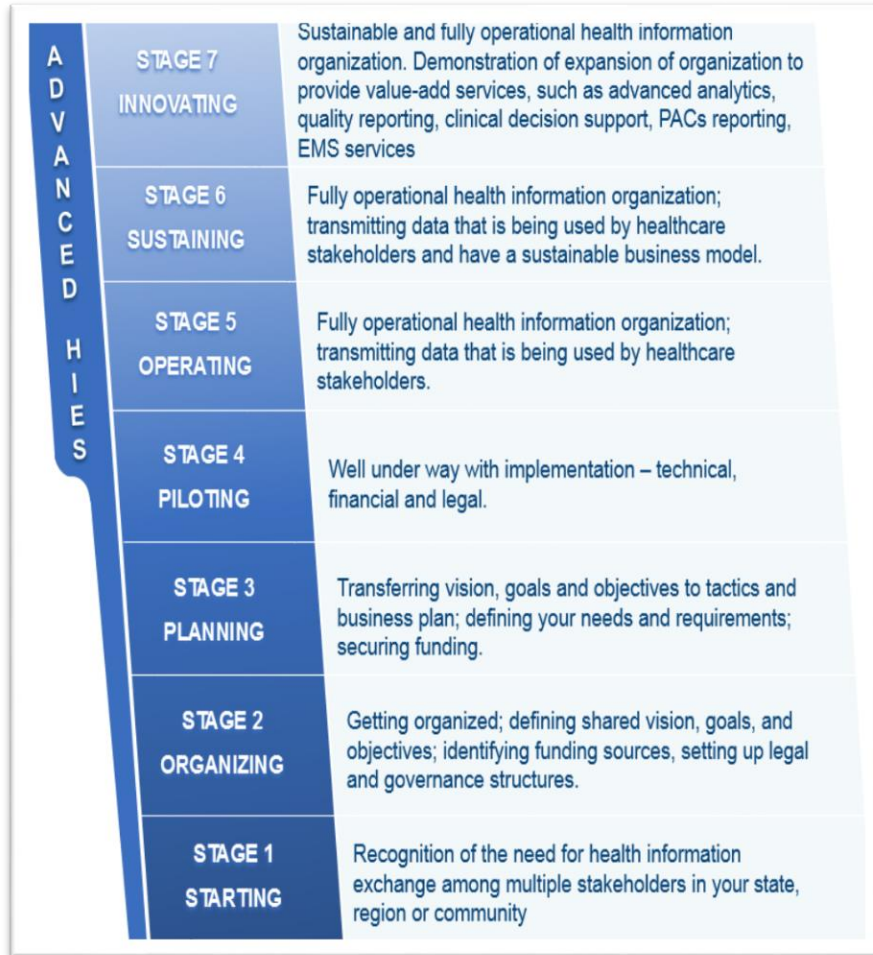 ADVANCED HIES
STAGE 7
INNOVATING
Sustainable and fully operational health information
organization. Demonstration of expansion of organization to
provide value-add services, such as advanced analytics,
quality reporting, clinical decision support, PACs reporting,
EMS services
STAGE 6
SUSTAINING
Fully operational health information organization;
transmitting data that is being used by healthcare
stakeholders and have a sustainable business model.
STAGE 5
OPERATING
Fully operational health information organization;
transmitting data that is being used by healthcare
stakeholders.
STAGE 4
PILOTING
Well under way with implementation – technical,
financial and legal.
STAGE 3
PLANNING
Transferring vision, goals and objectives to tactics and
business plan; defining your needs and requirements;
securing funding.
STAGE 2
ORGANIZING
Getting organized; defining shared vision, goals, and
objectives; identifying funding sources, setting up legal
and governance structures.
STAGE 1
STARTING
Recognition of the need for health information
exchange among multiple stakeholders in your state,
region or community